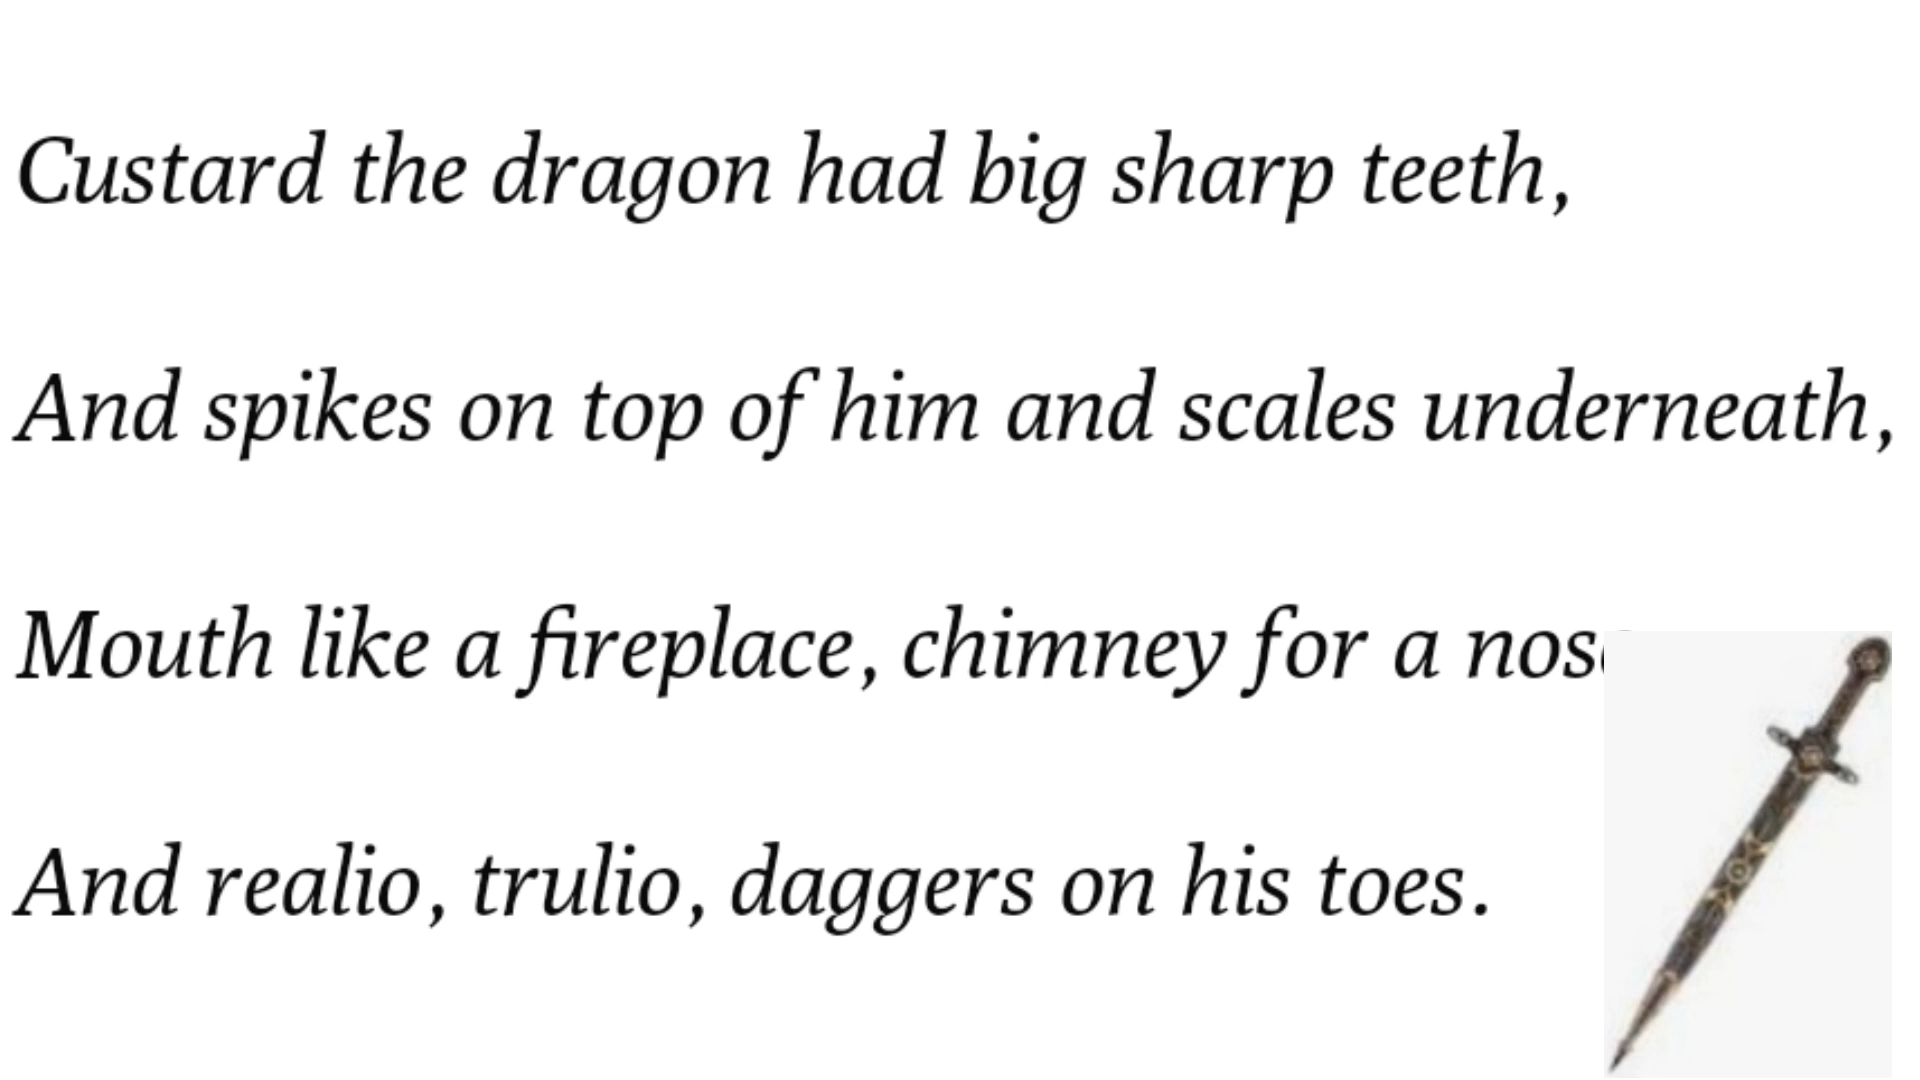 Custard the dragon had big sharp teeth,
And spikes on top of him and scales underneath,
Mouth like a fireplace, chimney for a nose
And realio, trulio, daggers on his toes.